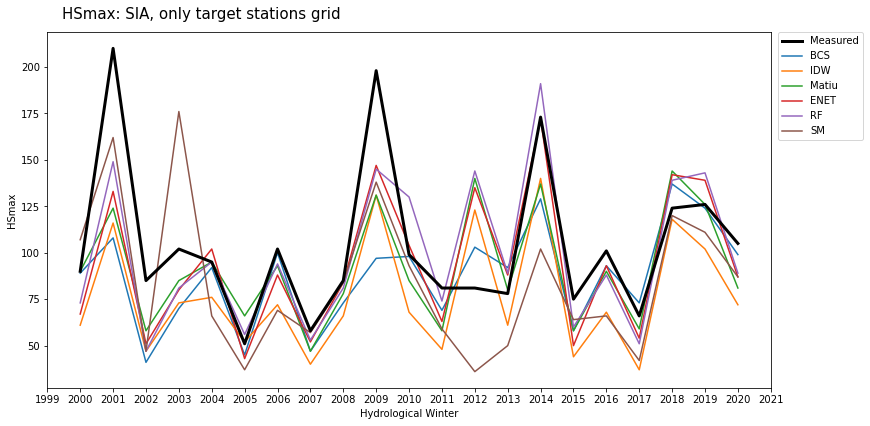 HSmax: SIA, only target stations grid
Measured
BCS
IDW
Matiu
ENET
RF
SM
HSmax
200
175
150
125
100
75
50
1999 2000 2001 2002 2003 2004 2005 2006 2007 2008 2009 2010 2011 2012 2013 2014 2015 2016 2017 2018 2019 2020 2021
Hydrological Winter